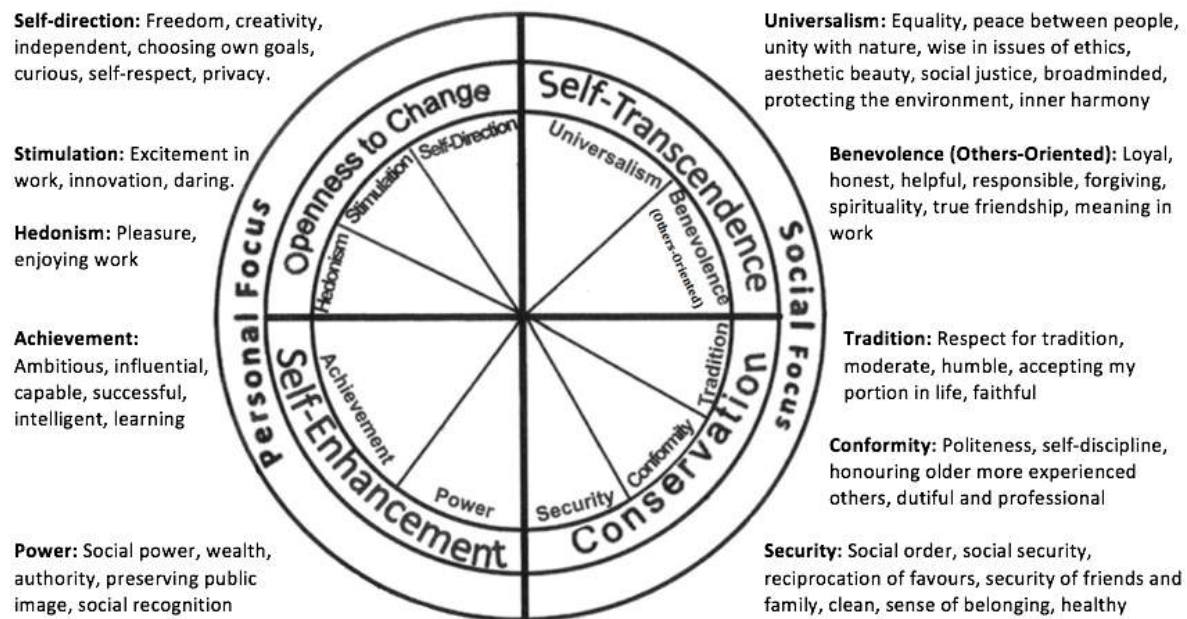 Self-direction: Freedom, creativity,
independent, choosing own goals,
curious, self-respect, privacy.
Stimulation: Excitement in
work, innovation, daring.
Hedonism: Pleasure,
enjoying work
Achievement:
Ambitious, influential,
capable, successful,
intelligent, learning
Power: Social power, wealth,
authority, preserving public
image, social recognition
Personal Focus
Openness to Change
Self-Transcendence
Social Focus
Self-Enhancement
Conservation
Hedonism
Stimulation
Self-Direction
Universalism
Benevolence
(Others-Oriented)
Tradition
Conformity
Security
Power
Achievement
Universalism: Equality, peace between people,
unity with nature, wise in issues of ethics,
aesthetic beauty, social justice, broadminded,
protecting the environment, inner harmony
Benevolence (Others-Oriented): Loyal,
honest, helpful, responsible, forgiving,
spirituality, true friendship, meaning in
work
Tradition: Respect for tradition,
moderate, humble, accepting my
portion in life, faithful
Conformity: Politeness, self-discipline,
honouring older more experienced
others, dutiful and professional
Security: Social order, social security,
reciprocation of favours, security of friends and
family, clean, sense of belonging, healthy